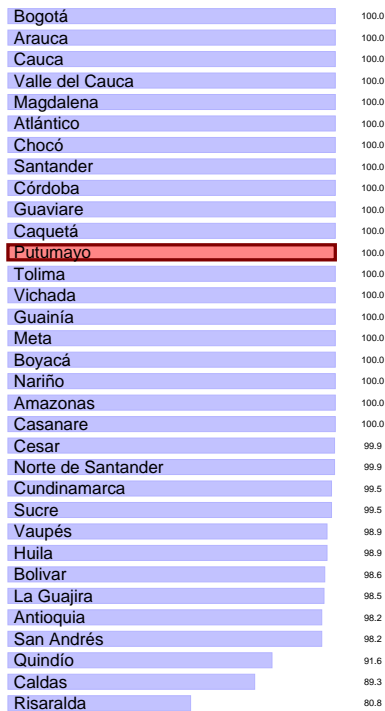 Bogotá 100.0
Arauca 100.0
Cauca 100.0
Valle del Cauca 100.0
Magdalena 100.0
Atlántico 100.0
Chocó 100.0
Santander 100.0
Córdoba 100.0
Guaviare 100.0
Caquetá 100.0
Putumayo 100.0
Tolima 100.0
Vichada 100.0
Guainía 100.0
Meta 100.0
Boyacá 100.0
Nariño 100.0
Amazonas 100.0
Casanare 100.0
Cesar 99.9
Norte de Santander 99.9
Cundinamarca 99.5
Sucre 99.5
Vaupés 98.9
Huila 98.9
Bolivar 98.6
La Guajira 98.5
Antioquia 98.2
San Andrés 98.2
Quindío 91.6
Caldas 89.3
Risaralda 80.8